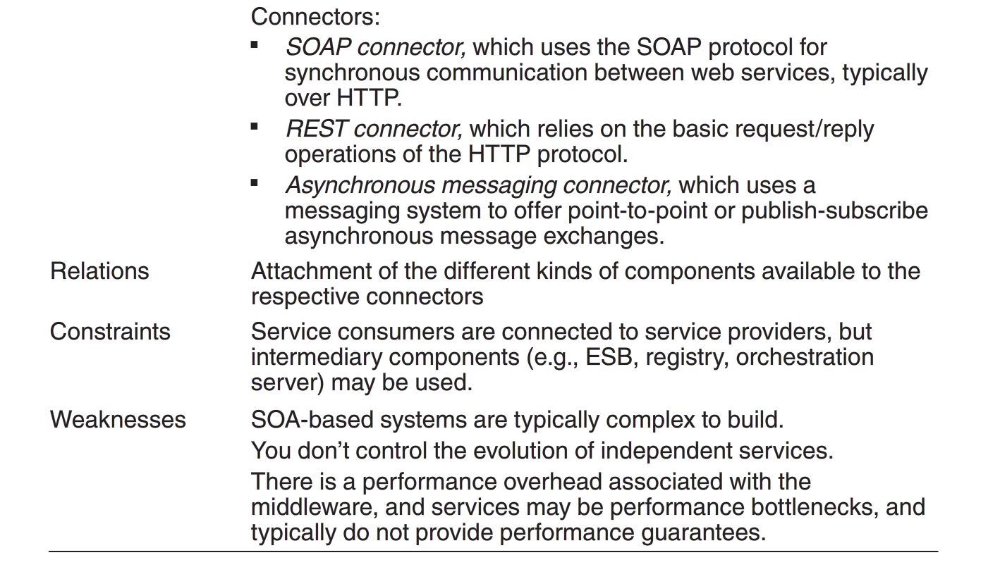 Connectors:
▪ SOAP connector, which uses the SOAP protocol for
synchronous communication between web services, typically
over HTTP.
▪ REST connector, which relies on the basic request/reply
operations of the HTTP protocol.
▪ Asynchronous messaging connector, which uses a
messaging system to offer point-to-point or publish-subscribe
asynchronous message exchanges.
Relations Attachment of the different kinds of components available to the
respective connectors
Constraints Service consumers are connected to service providers, but
intermediary components (e.g., ESB, registry, orchestration
server) may be used.
Weaknesses SOA-based systems are typically complex to build.
You don’t control the evolution of independent services.
There is a performance overhead associated with the
middleware, and services may be performance bottlenecks, and
typically do not provide performance guarantees.